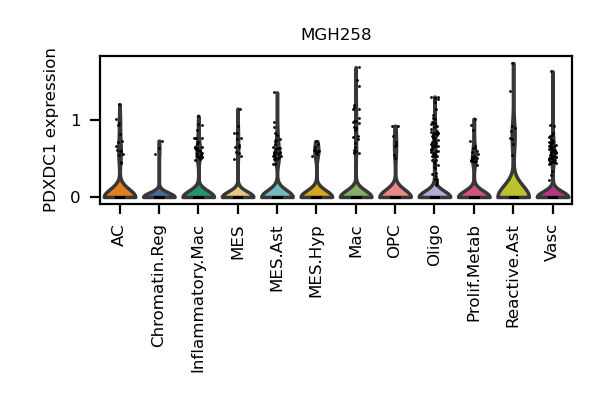 MGH258
PDXDC1 expression
1
0
AC
Chromatin.Reg
Inflammatory.Mac
MES
MES.Ast
MES.Hyp
Mac
OPC
Oligo
Prolif.Metab
Reactive.Ast
Vasc